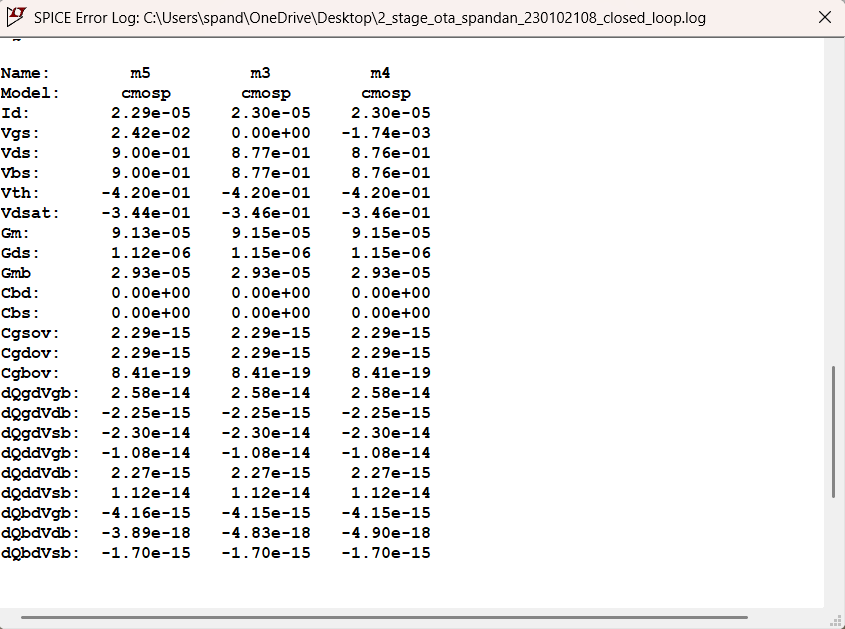 SPICE Error Log: C:\Users\spand\OneDrive\Desktop\2_stage_ota_spandan_230102108_closed_loop.log
Name: m5 m3 m4
Model: cmosp cmosp cmosp
Id: 2.29e-05 2.30e-05 2.30e-05
Vgs: 2.42e-02 0.00e+00 -1.74e-03
Vds: 9.00e-01 8.77e-01 8.76e-01
Vbs: 9.00e-01 8.77e-01 8.76e-01
Vth: -4.20e-01 -4.20e-01 -4.20e-01
Vdsat: -3.44e-01 -3.46e-01 -3.46e-01
Gm: 9.13e-05 9.15e-05 9.15e-05
Gds: 1.12e-06 1.15e-06 1.15e-06
Gmb 2.93e-05 2.93e-05 2.93e-05
Cbd: 0.00e+00 0.00e+00 0.00e+00
Cbs: 0.00e+00 0.00e+00 0.00e+00
Cgsov: 2.29e-15 2.29e-15 2.29e-15
Cgdov: 2.29e-15 2.29e-15 2.29e-15
Cgbov: 8.41e-19 8.41e-19 8.41e-19
dQgdVgb: 2.58e-14 2.58e-14 2.58e-14
dQgdVdb: -2.25e-15 -2.25e-15 -2.25e-15
dQgdVsb: -2.30e-14 -2.30e-14 -2.30e-14
dQddVgb: -1.08e-14 -1.08e-14 -1.08e-14
dQddVdb: 2.27e-15 2.27e-15 2.27e-15
dQddVsb: 1.12e-14 1.12e-14 1.12e-14
dQbdVgb: -4.16e-15 -4.15e-15 -4.15e-15
dQbdVdb: -3.89e-18 -4.83e-18 -4.90e-18
dQbdVsb: -1.70e-15 -1.70e-15 -1.70e-15